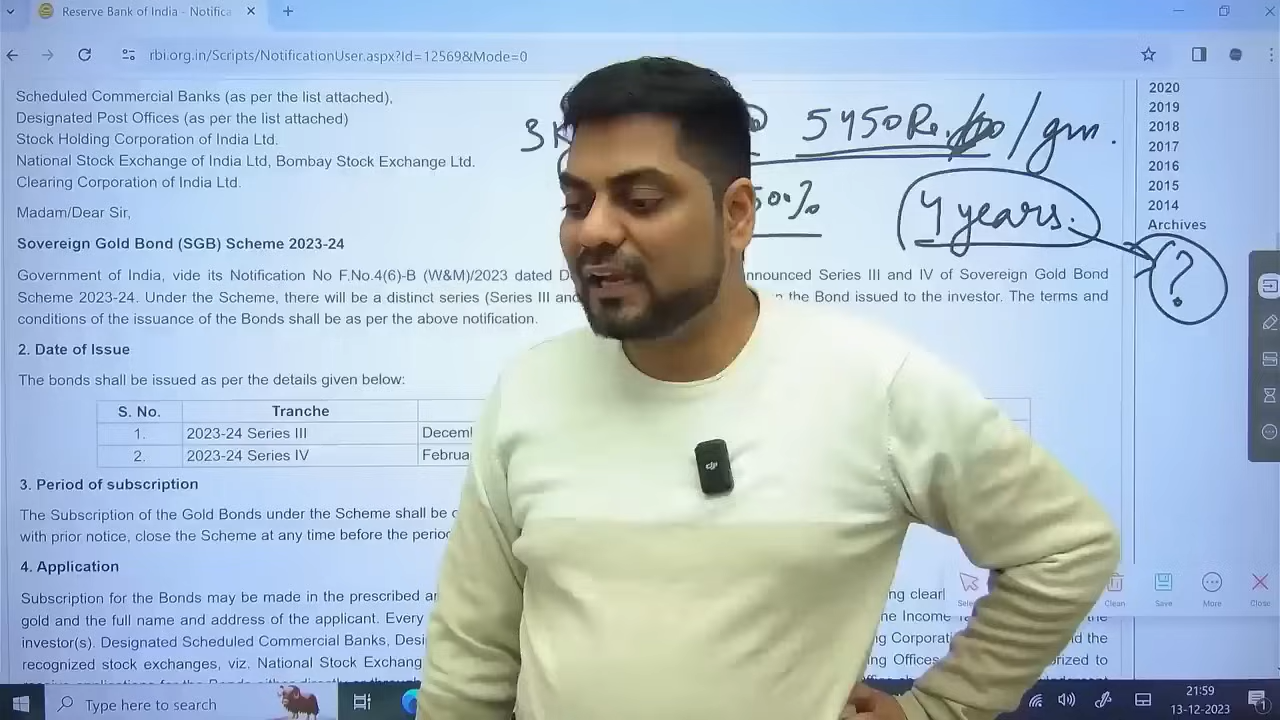 Reserve Bank of India - Notifica
rbi.org.in/Scripts/NotificationUser.aspx?Id=12569&Mode=0
Scheduled Commercial Banks (as per the list attached),
Designated Post Offices (as per the list attached)
Stock Holding Corporation of India Ltd.
National Stock Exchange of India Ltd, Bombay Stock Exchange Ltd.
Clearing Corporation of India Ltd.
5450Rs. /gm.
4 years.
?
2020
2019
2018
2017
2016
2015
2014
Archives
Madam/Dear Sir,
Sovereign Gold Bond (SGB) Scheme 2023-24
Government of India, vide its Notification No F.No.4(6)-B (W&M)/2023 dated nnounced Series III and IV of Sovereign Gold Bond
Scheme 2023-24. Under the Scheme, there will be a distinct series (Series III and the Bond issued to the investor. The terms and
conditions of the issuance of the Bonds shall be as per the above notification.
2. Date of Issue
The bonds shall be issued as per the details given below:
S. No. Tranche
1. 2023-24 Series III Decem
2. 2023-24 Series IV Februa
3. Period of subscription
The Subscription of the Gold Bonds under the Scheme shall be
with prior notice, close the Scheme at any time before the period
4. Application
Subscription for the Bonds may be made in the prescribed ng clearl
gold and the full name and address of the applicant. Every he Income the
investor(s). Designated Scheduled Commercial Banks, Desi g Corporati d the
recognized stock exchanges, viz. National Stock Exchang ing Offices rized to
Clean Save More Close
Type here to search
21:59
13-12-2023
dji